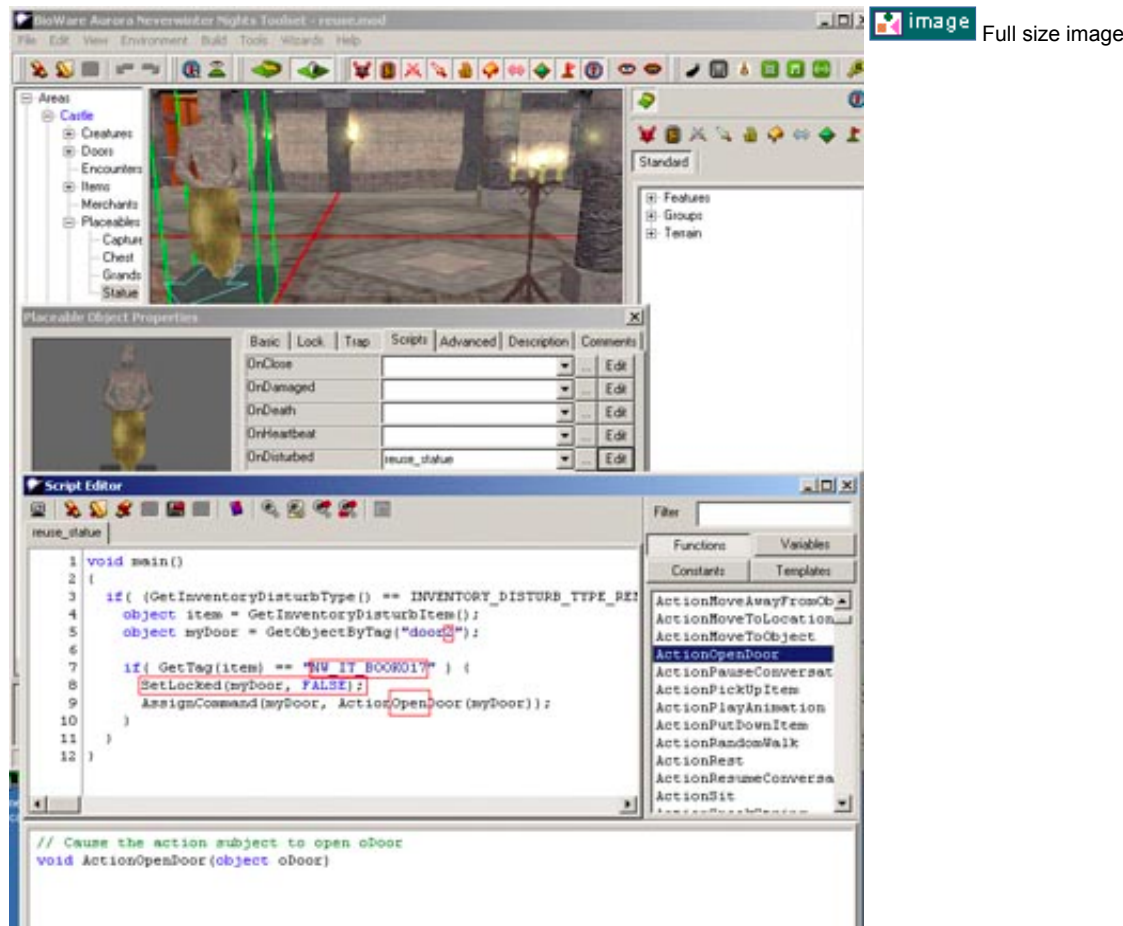 BioWare Aurora Neverwinter Nights Toolset - reuse.mod
File Edit View Environment Build Tools Wizards Help
image Full size image
Areas
Castle
Creatures
Doors
Encounters
Items
Merchants
Placeables
Capture
Chest
Grands
Statue
Standard
Features
Groups
Terrain
Placeable Object Properties
Basic Lock Trap Scripts Advanced Description Comments
OnClose Edit
OnDamaged Edit
OnDeath Edit
OnHeartbeat Edit
OnDisturbed reuse_statue Edit
Script Editor
reuse_statue
Filter
Functions Variables
Constants Templates
1 void main()
2 {
3 if( (GetInventoryDisturbType() == INVENTORY_DISTURB_TYPE_REM
4 object item = GetInventoryDisturbItem();
5 object myDoor = GetObjectByTag("door2");
6
7 if( GetTag(item) == "NW_IT_BOOK017" ) {
8 SetLocked(myDoor, FALSE);
9 AssignCommand(myDoor, ActionOpenDoor(myDoor));
10 }
11 }
12 }
ActionMoveAwayFromOb
ActionMoveToLocation
ActionMoveToObject
ActionOpenDoor
ActionPauseConversat
ActionPickUpItem
ActionPlayAnimation
ActionPutDownItem
ActionRandomWalk
ActionRest
ActionResumeConversa
ActionSit
// Cause the action subject to open oDoor
void ActionOpenDoor(object oDoor)